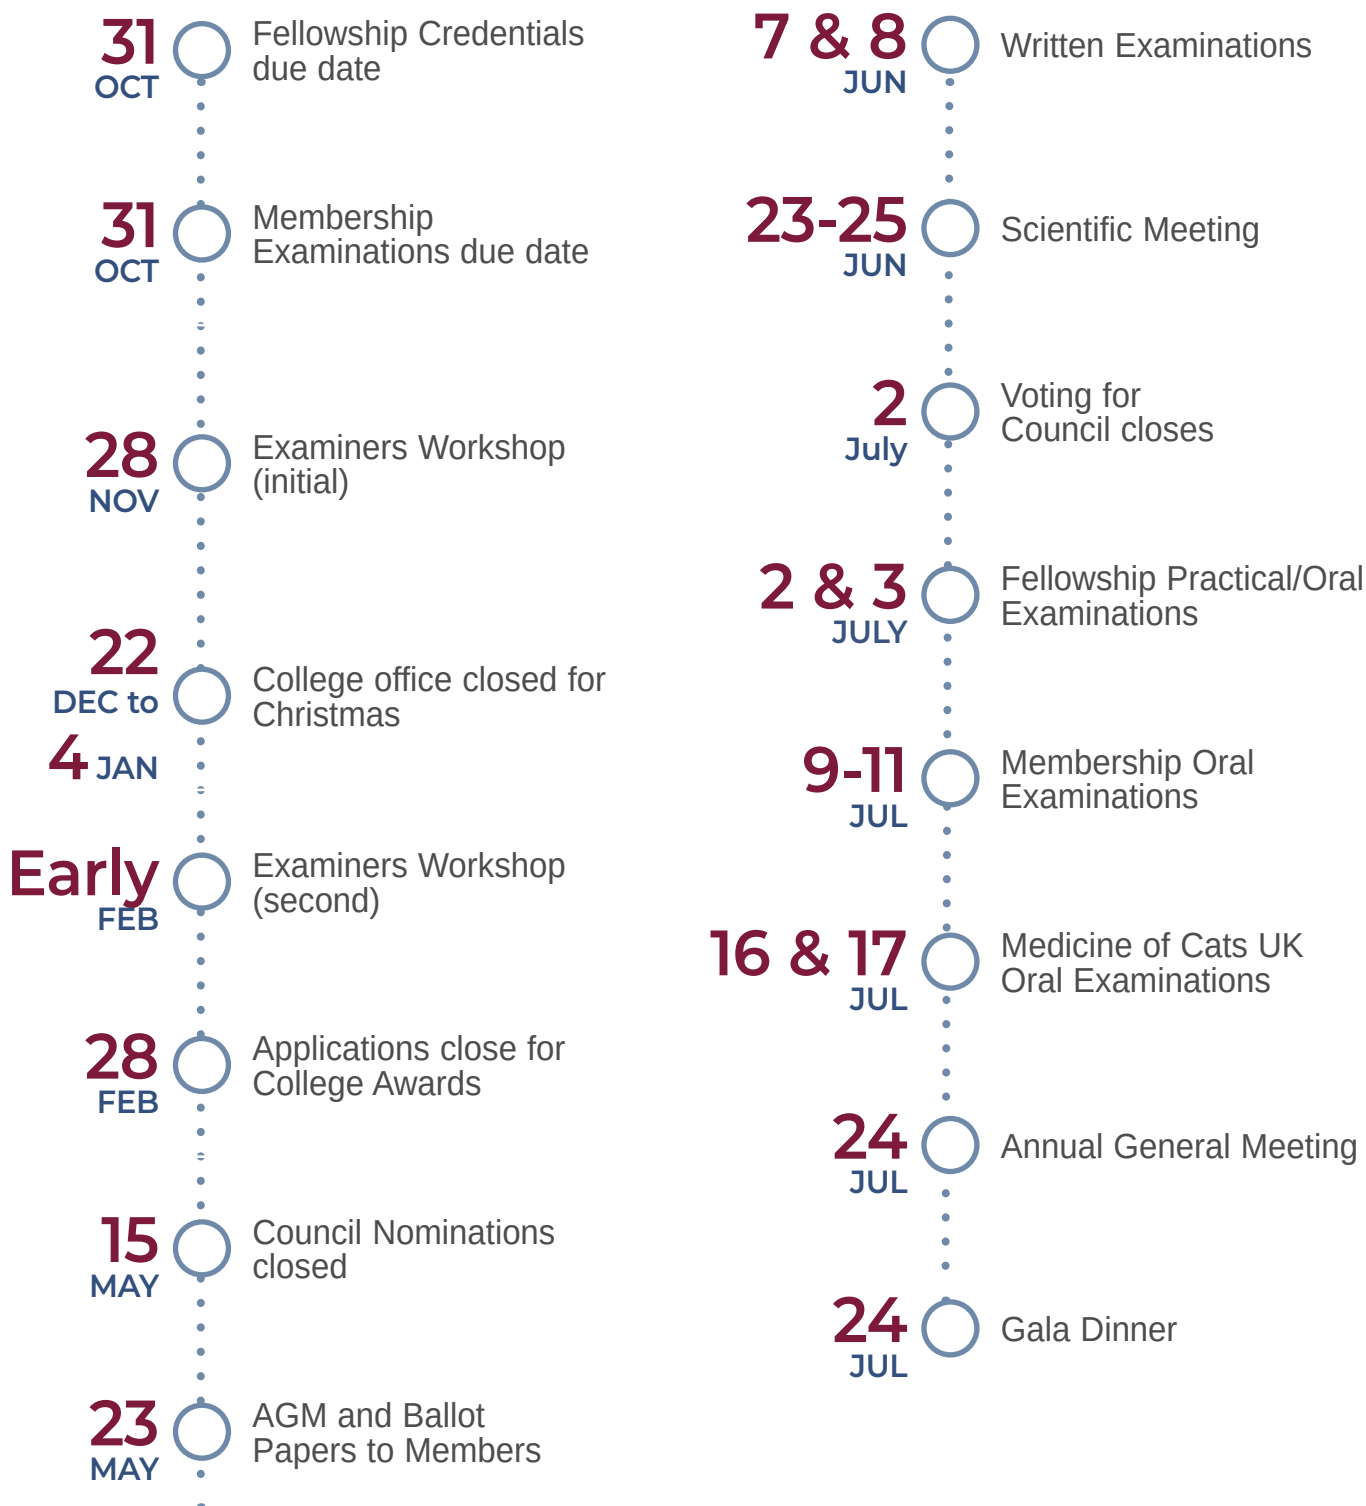 31
OCT
Fellowship Credentials
due date
31
OCT
Membership
Examinations due date
28
NOV
Examiners Workshop
(initial)
22
DEC to
4 JAN
College office closed for
Christmas
Early
FEB
Examiners Workshop
(second)
28
FEB
Applications close for
College Awards
15
MAY
Council Nominations
closed
23
MAY
AGM and Ballot
Papers to Members
7 & 8
JUN
Written Examinations
23-25
JUN
Scientific Meeting
2
July
Voting for
Council closes
2 & 3
JULY
Fellowship Practical/Oral
Examinations
9-11
JUL
Membership Oral
Examinations
16 & 17
JUL
Medicine of Cats UK
Oral Examinations
24
JUL
Annual General Meeting
24
JUL
Gala Dinner